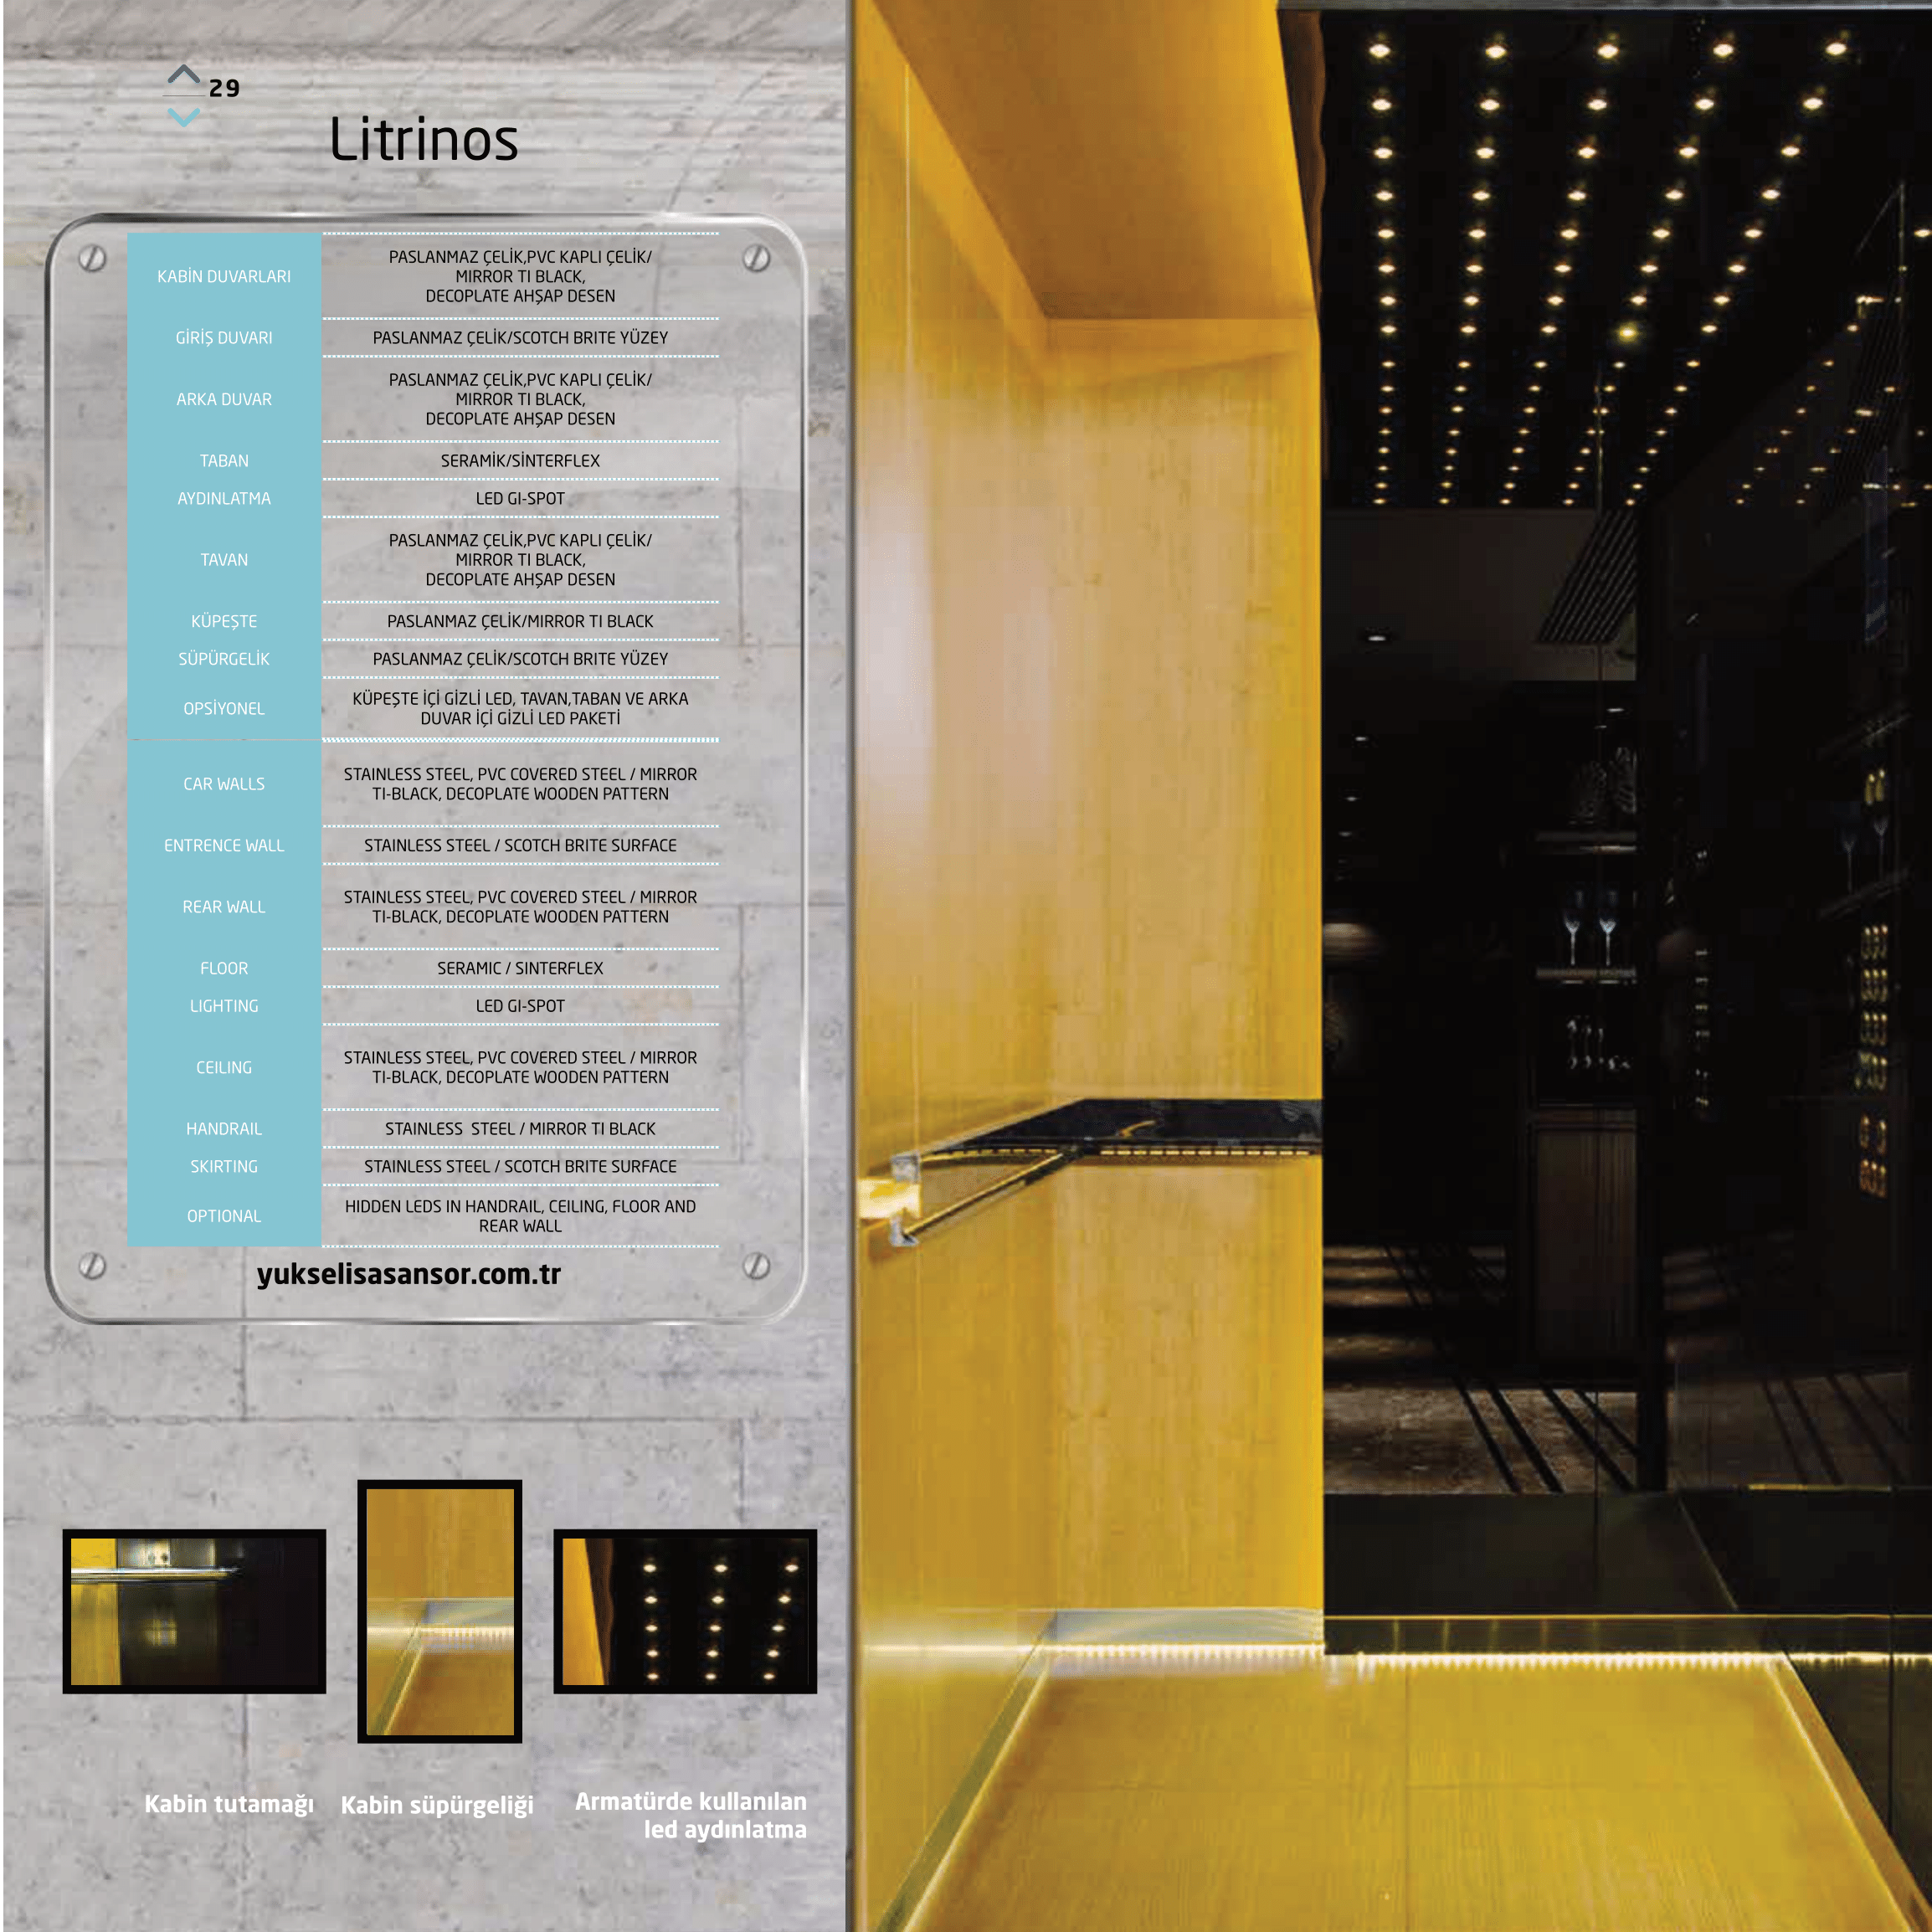 29
Litrinos
KABİN DUVARLARI
PASLANMAZ ÇELİK,PVC KAPLI ÇELİK/
MIRROR TI BLACK,
DECOPLATE AHŞAP DESEN
GİRİŞ DUVARI
PASLANMAZ ÇELİK/SCOTCH BRITE YÜZEY
ARKA DUVAR
PASLANMAZ ÇELİK,PVC KAPLI ÇELİK/
MIRROR TI BLACK,
DECOPLATE AHŞAP DESEN
TABAN
SERAMİK/SİNTERFLEX
AYDINLATMA
LED GI-SPOT
TAVAN
PASLANMAZ ÇELİK,PVC KAPLI ÇELİK/
MIRROR TI BLACK,
DECOPLATE AHŞAP DESEN
KÜPEŞTE
PASLANMAZ ÇELİK/MIRROR TI BLACK
SÜPÜRGELİK
PASLANMAZ ÇELİK/SCOTCH BRITE YÜZEY
OPSİYONEL
KÜPEŞTE İÇİ GİZLİ LED, TAVAN,TABAN VE ARKA
DUVAR İÇİ GİZLİ LED PAKETİ
CAR WALLS
STAINLESS STEEL, PVC COVERED STEEL / MIRROR
TI-BLACK, DECOPLATE WOODEN PATTERN
ENTRENCE WALL
STAINLESS STEEL / SCOTCH BRITE SURFACE
REAR WALL
STAINLESS STEEL, PVC COVERED STEEL / MIRROR
TI-BLACK, DECOPLATE WOODEN PATTERN
FLOOR
SERAMIC / SINTERFLEX
LIGHTING
LED GI-SPOT
CEILING
STAINLESS STEEL, PVC COVERED STEEL / MIRROR
TI-BLACK, DECOPLATE WOODEN PATTERN
HANDRAIL
STAINLESS STEEL / MIRROR TI BLACK
SKIRTING
STAINLESS STEEL / SCOTCH BRITE SURFACE
OPTIONAL
HIDDEN LEDS IN HANDRAIL, CEILING, FLOOR AND
REAR WALL
yukselisasansor.com.tr
Kabin tutamağı
Kabin süpürgeliği
Armatürde kullanılan
led aydınlatma